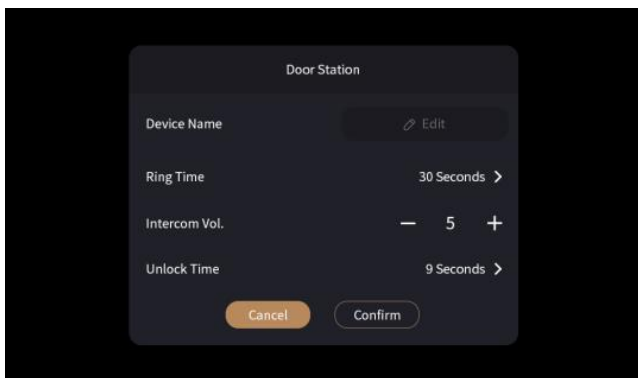 Door Station
Device Name Edit
Ring Time 30 Seconds
Intercom Vol. — 5 +
Unlock Time 9 Seconds
Cancel Confirm